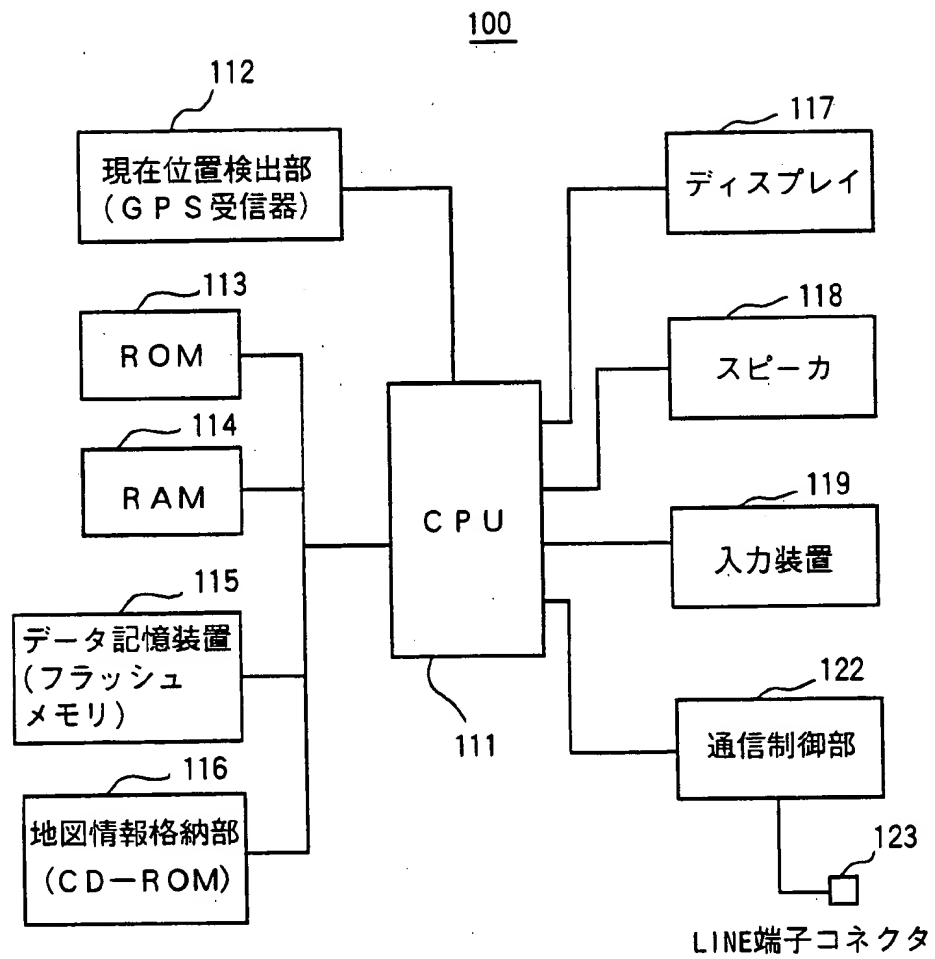 100
112
現在位置検出部
(GPS受信器)
113
ROM
114
RAM
115
データ記憶装置
(フラッシュ
メモリ)
116
地図情報格納部
(CD-ROM)
CPU
111
117
ディスプレイ
118
スピーカ
119
入力装置
122
通信制御部
123
LINE端子コネクタ